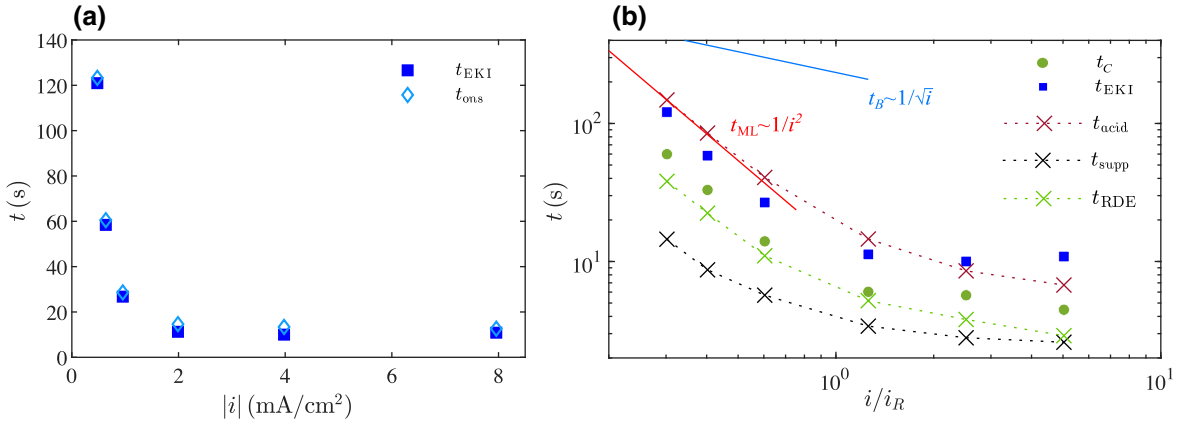 (a)
140
120
100
80
60
40
20
0
t (s)
0 2 4 6 8
|i| (mA/cm²)
t_EKI
t_ons
(b)
10²
10¹
t (s)
10⁰ 10¹
i/i_R
t_B~1/√i
t_ML~1/i²
t_C
t_EKI
t_acid
t_supp
t_RDE